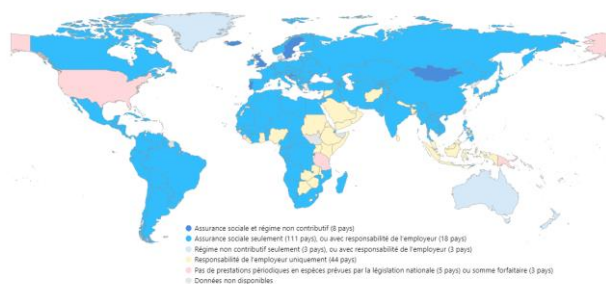 Assurance sociale et régime non contributif (8 pays)
Assurance sociale seulement (111 pays), ou avec responsabilité de l'employeur (18 pays)
Régime non contributif seulement (3 pays), ou avec responsabilité de l'employeur (3 pays)
Responsabilité de l'employeur uniquement (44 pays)
Pas de prestations périodiques en espèces prévues par la législation nationale (5 pays) ou somme forfaitaire (3 pays)
Données non disponibles